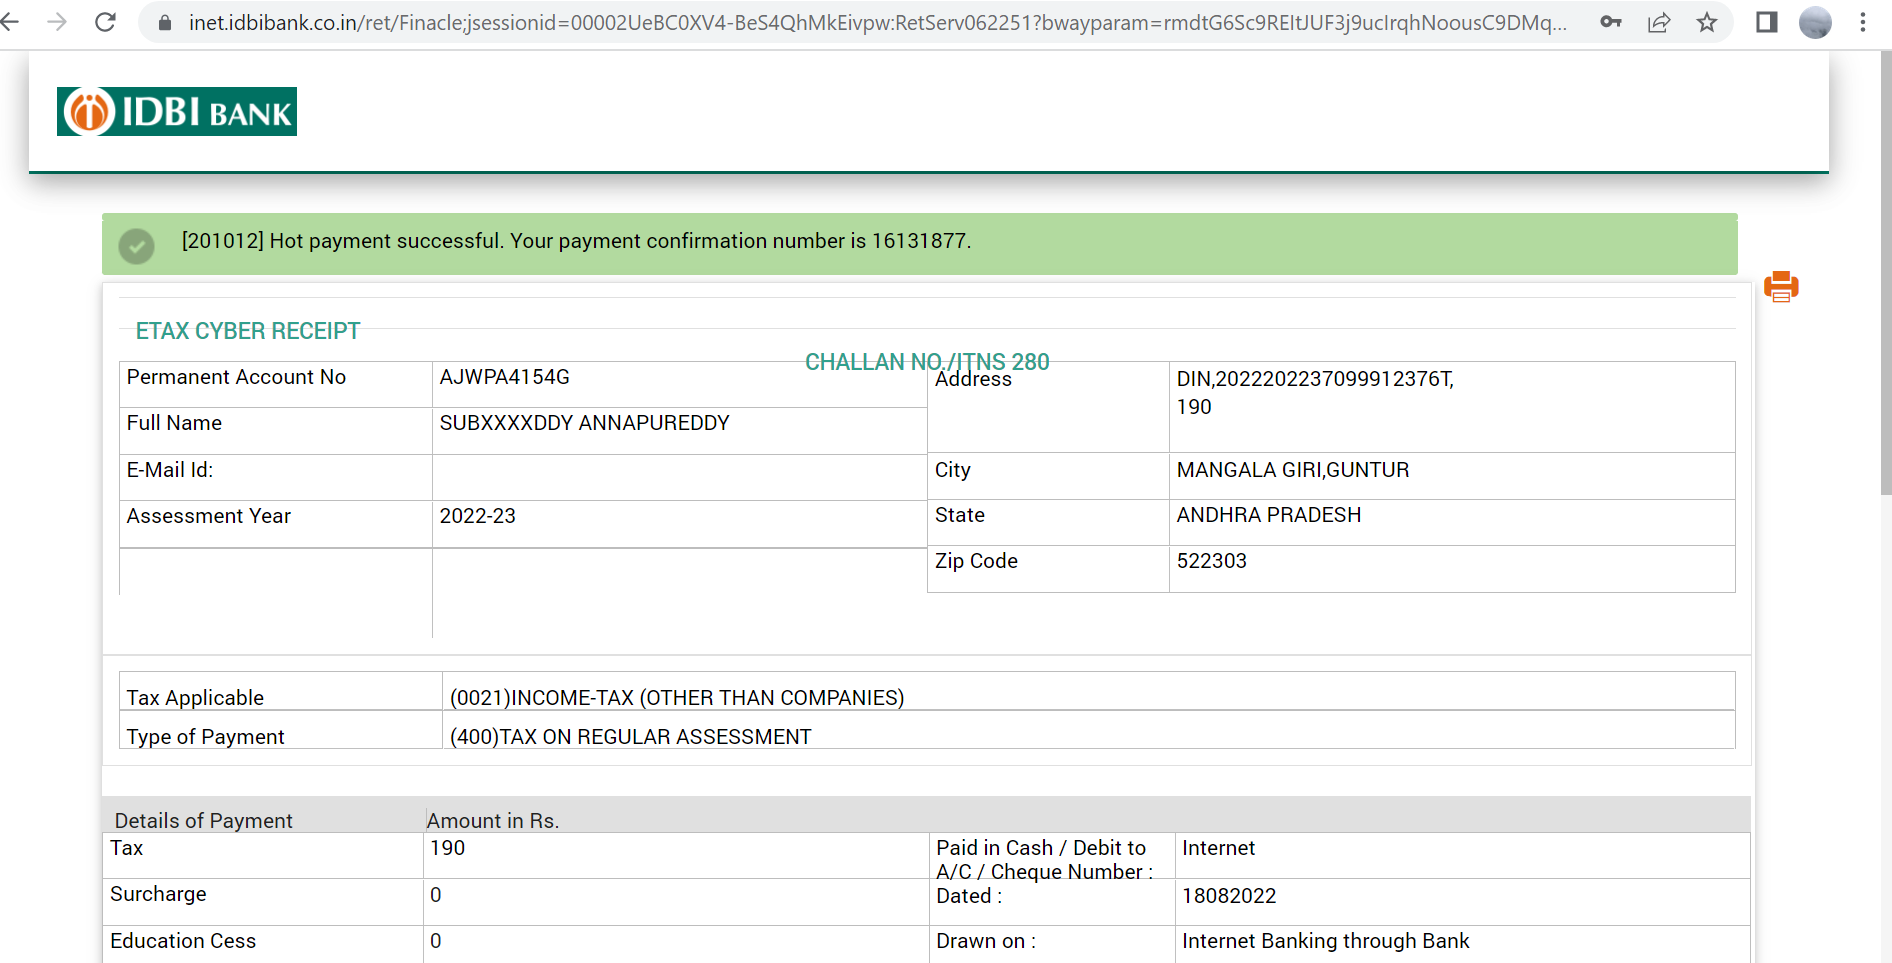 inet.idbibank.co.in/ret/Finacle;jsessionid=00002UeBC0XV4-BeS4QhMkEivpw:RetServ062251?bwayparam=rmdtG6Sc9REItJUF3j9uclrqhNoousC9DMq...
IDBI BANK
[201012] Hot payment successful. Your payment confirmation number is 16131877.
ETAX CYBER RECEIPT
CHALLAN NO./ITNS 280
Permanent Account No AJWPA4154G
Full Name SUBXXXXDDY ANNAPUREDDY
E-Mail Id:
Assessment Year 2022-23
Address DIN,2022202237099912376T,
190
City MANGALA GIRI,GUNTUR
State ANDHRA PRADESH
Zip Code 522303
Tax Applicable (0021)INCOME-TAX (OTHER THAN COMPANIES)
Type of Payment (400)TAX ON REGULAR ASSESSMENT
Details of Payment Amount in Rs.
Tax 190 Paid in Cash / Debit to Internet
A/C / Cheque Number :
Surcharge 0 Dated : 18082022
Education Cess 0 Drawn on : Internet Banking through Bank